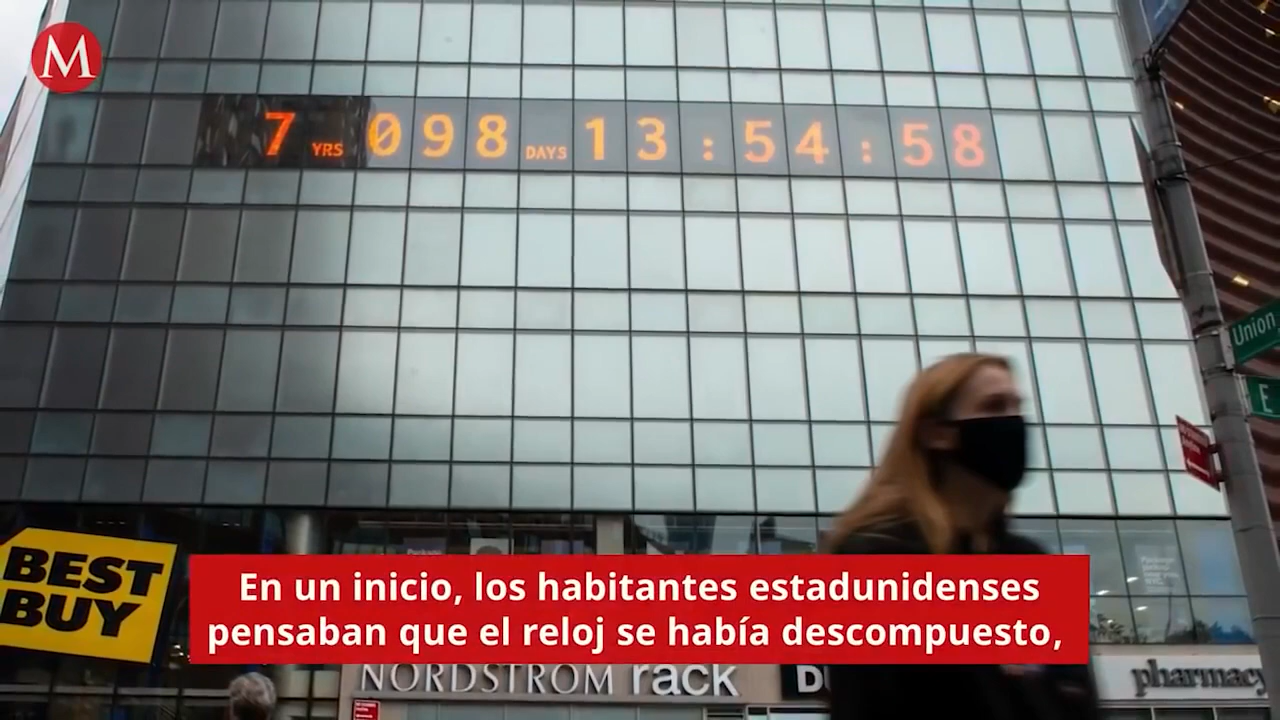 M
7 YRS 098 DAYS 13:54:58
Union
E
BEST
BUY
En un inicio, los habitantes estadunidenses
pensaban que el reloj se había descompuesto,
NORDSTROM rack
pharmacy